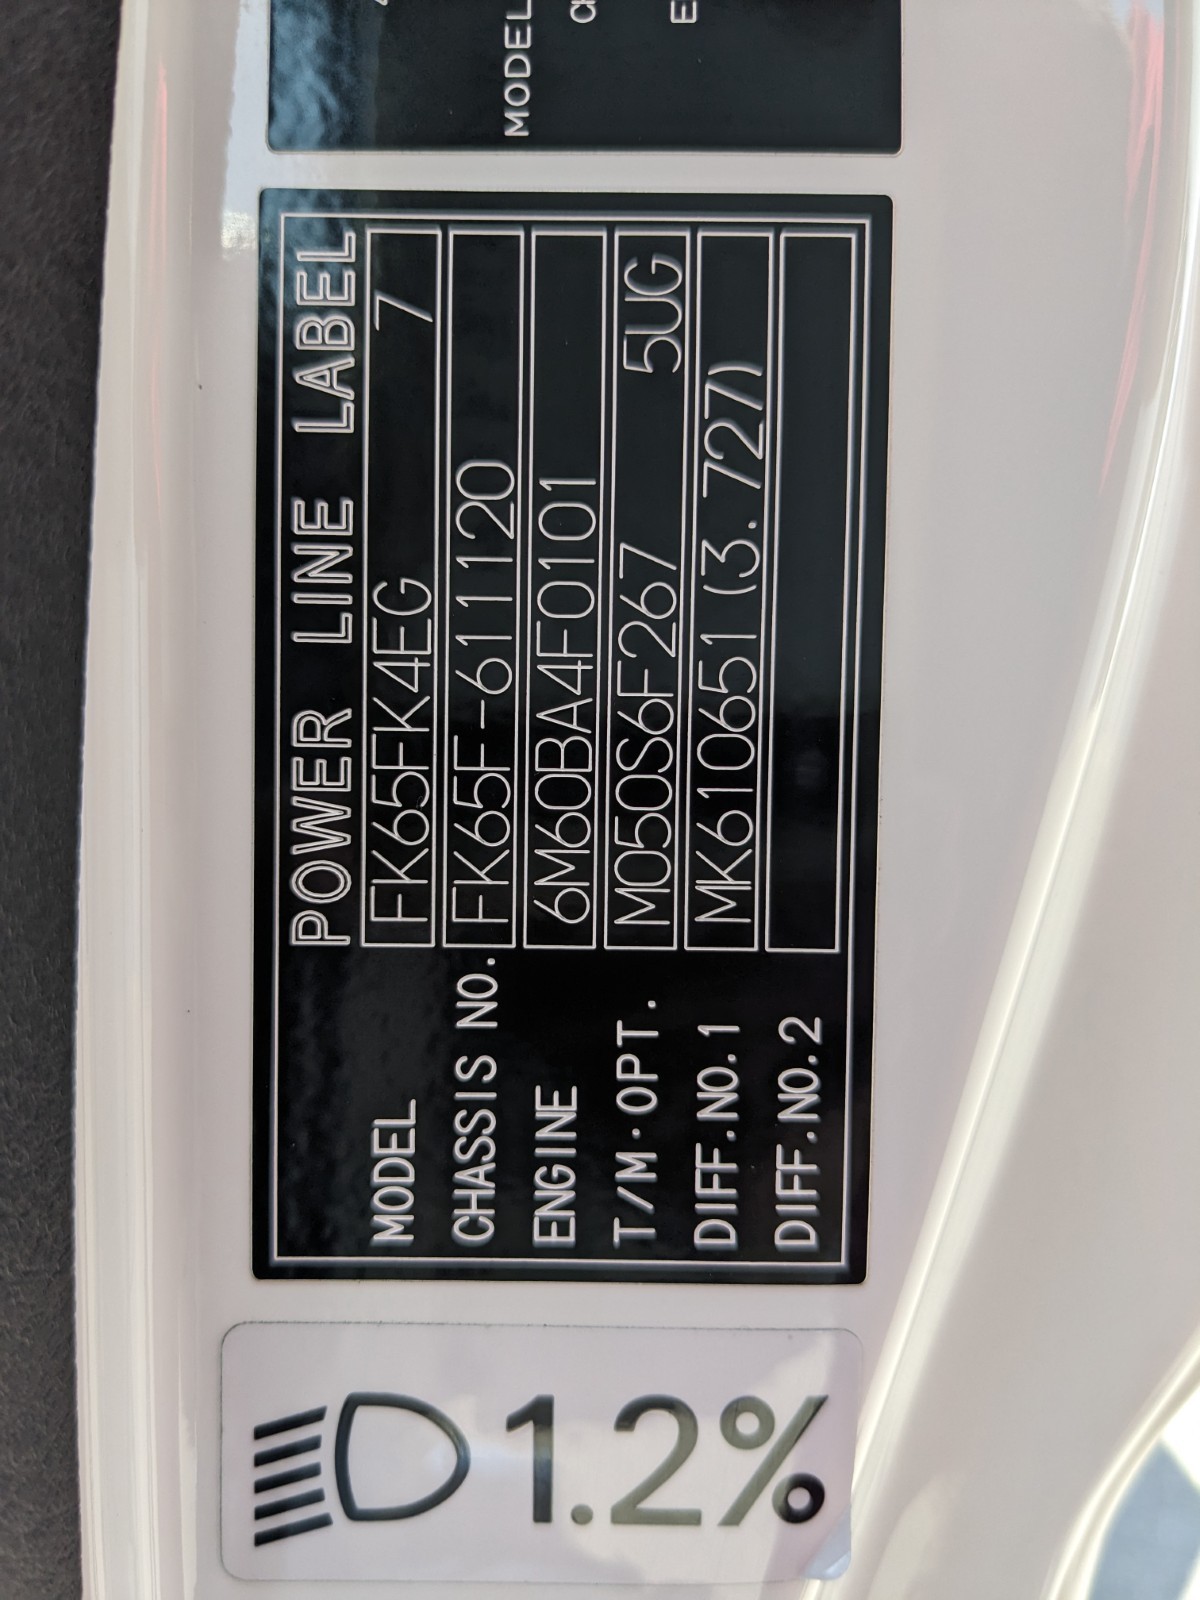 MODEL
POWER LINE LABEL
MODEL FK65FK4EG 7
CHASSIS NO. FK65F-611120
ENGINE 6M60BA4F0101
T/M·OPT. M050S6F267 5UG
DIFF.NO.1 MK610651(3.727)
DIFF.NO.2
1.2%